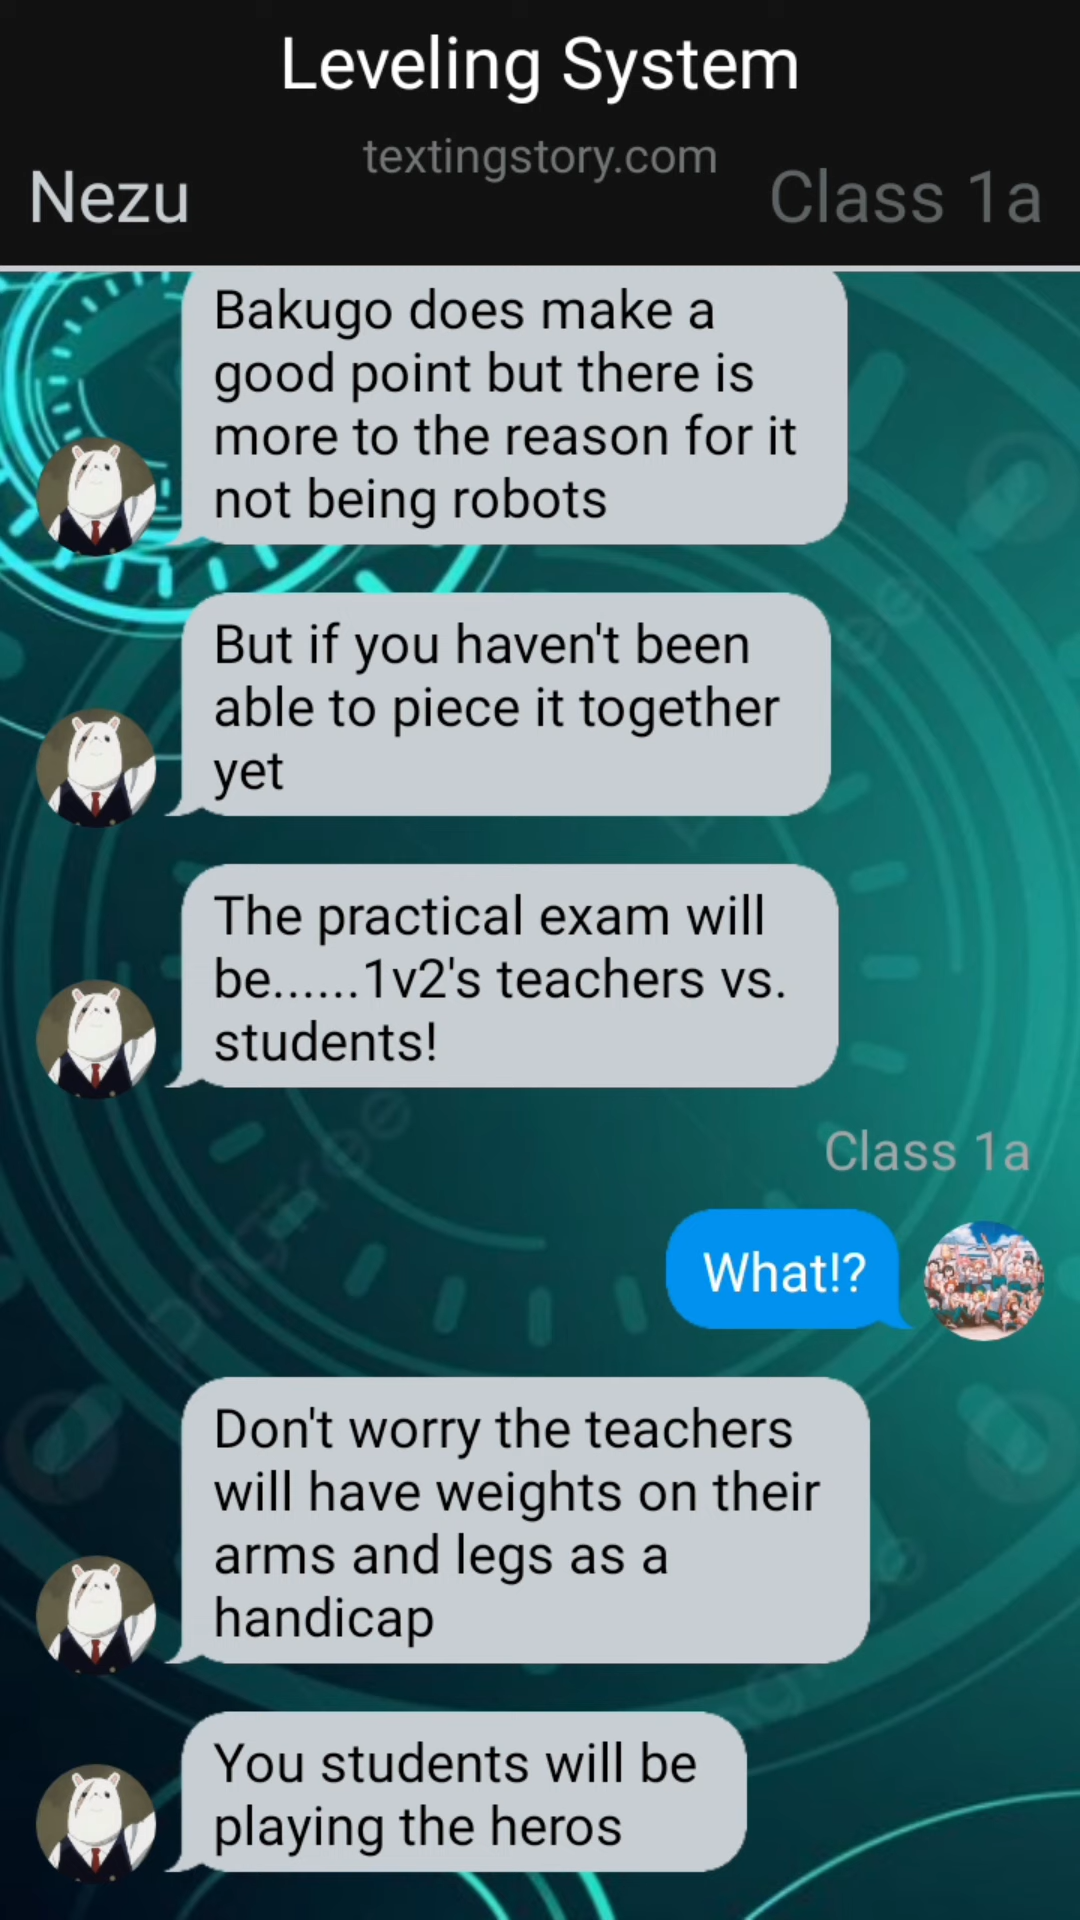 Leveling System
textingstory.com
Nezu
Class 1a
Bakugo does make a
good point but there is
more to the reason for it
not being robots
But if you haven't been
able to piece it together
yet
The practical exam will
be......1v2's teachers vs.
students!
Class 1a
What!?
Don't worry the teachers
will have weights on their
arms and legs as a
handicap
You students will be
playing the heros